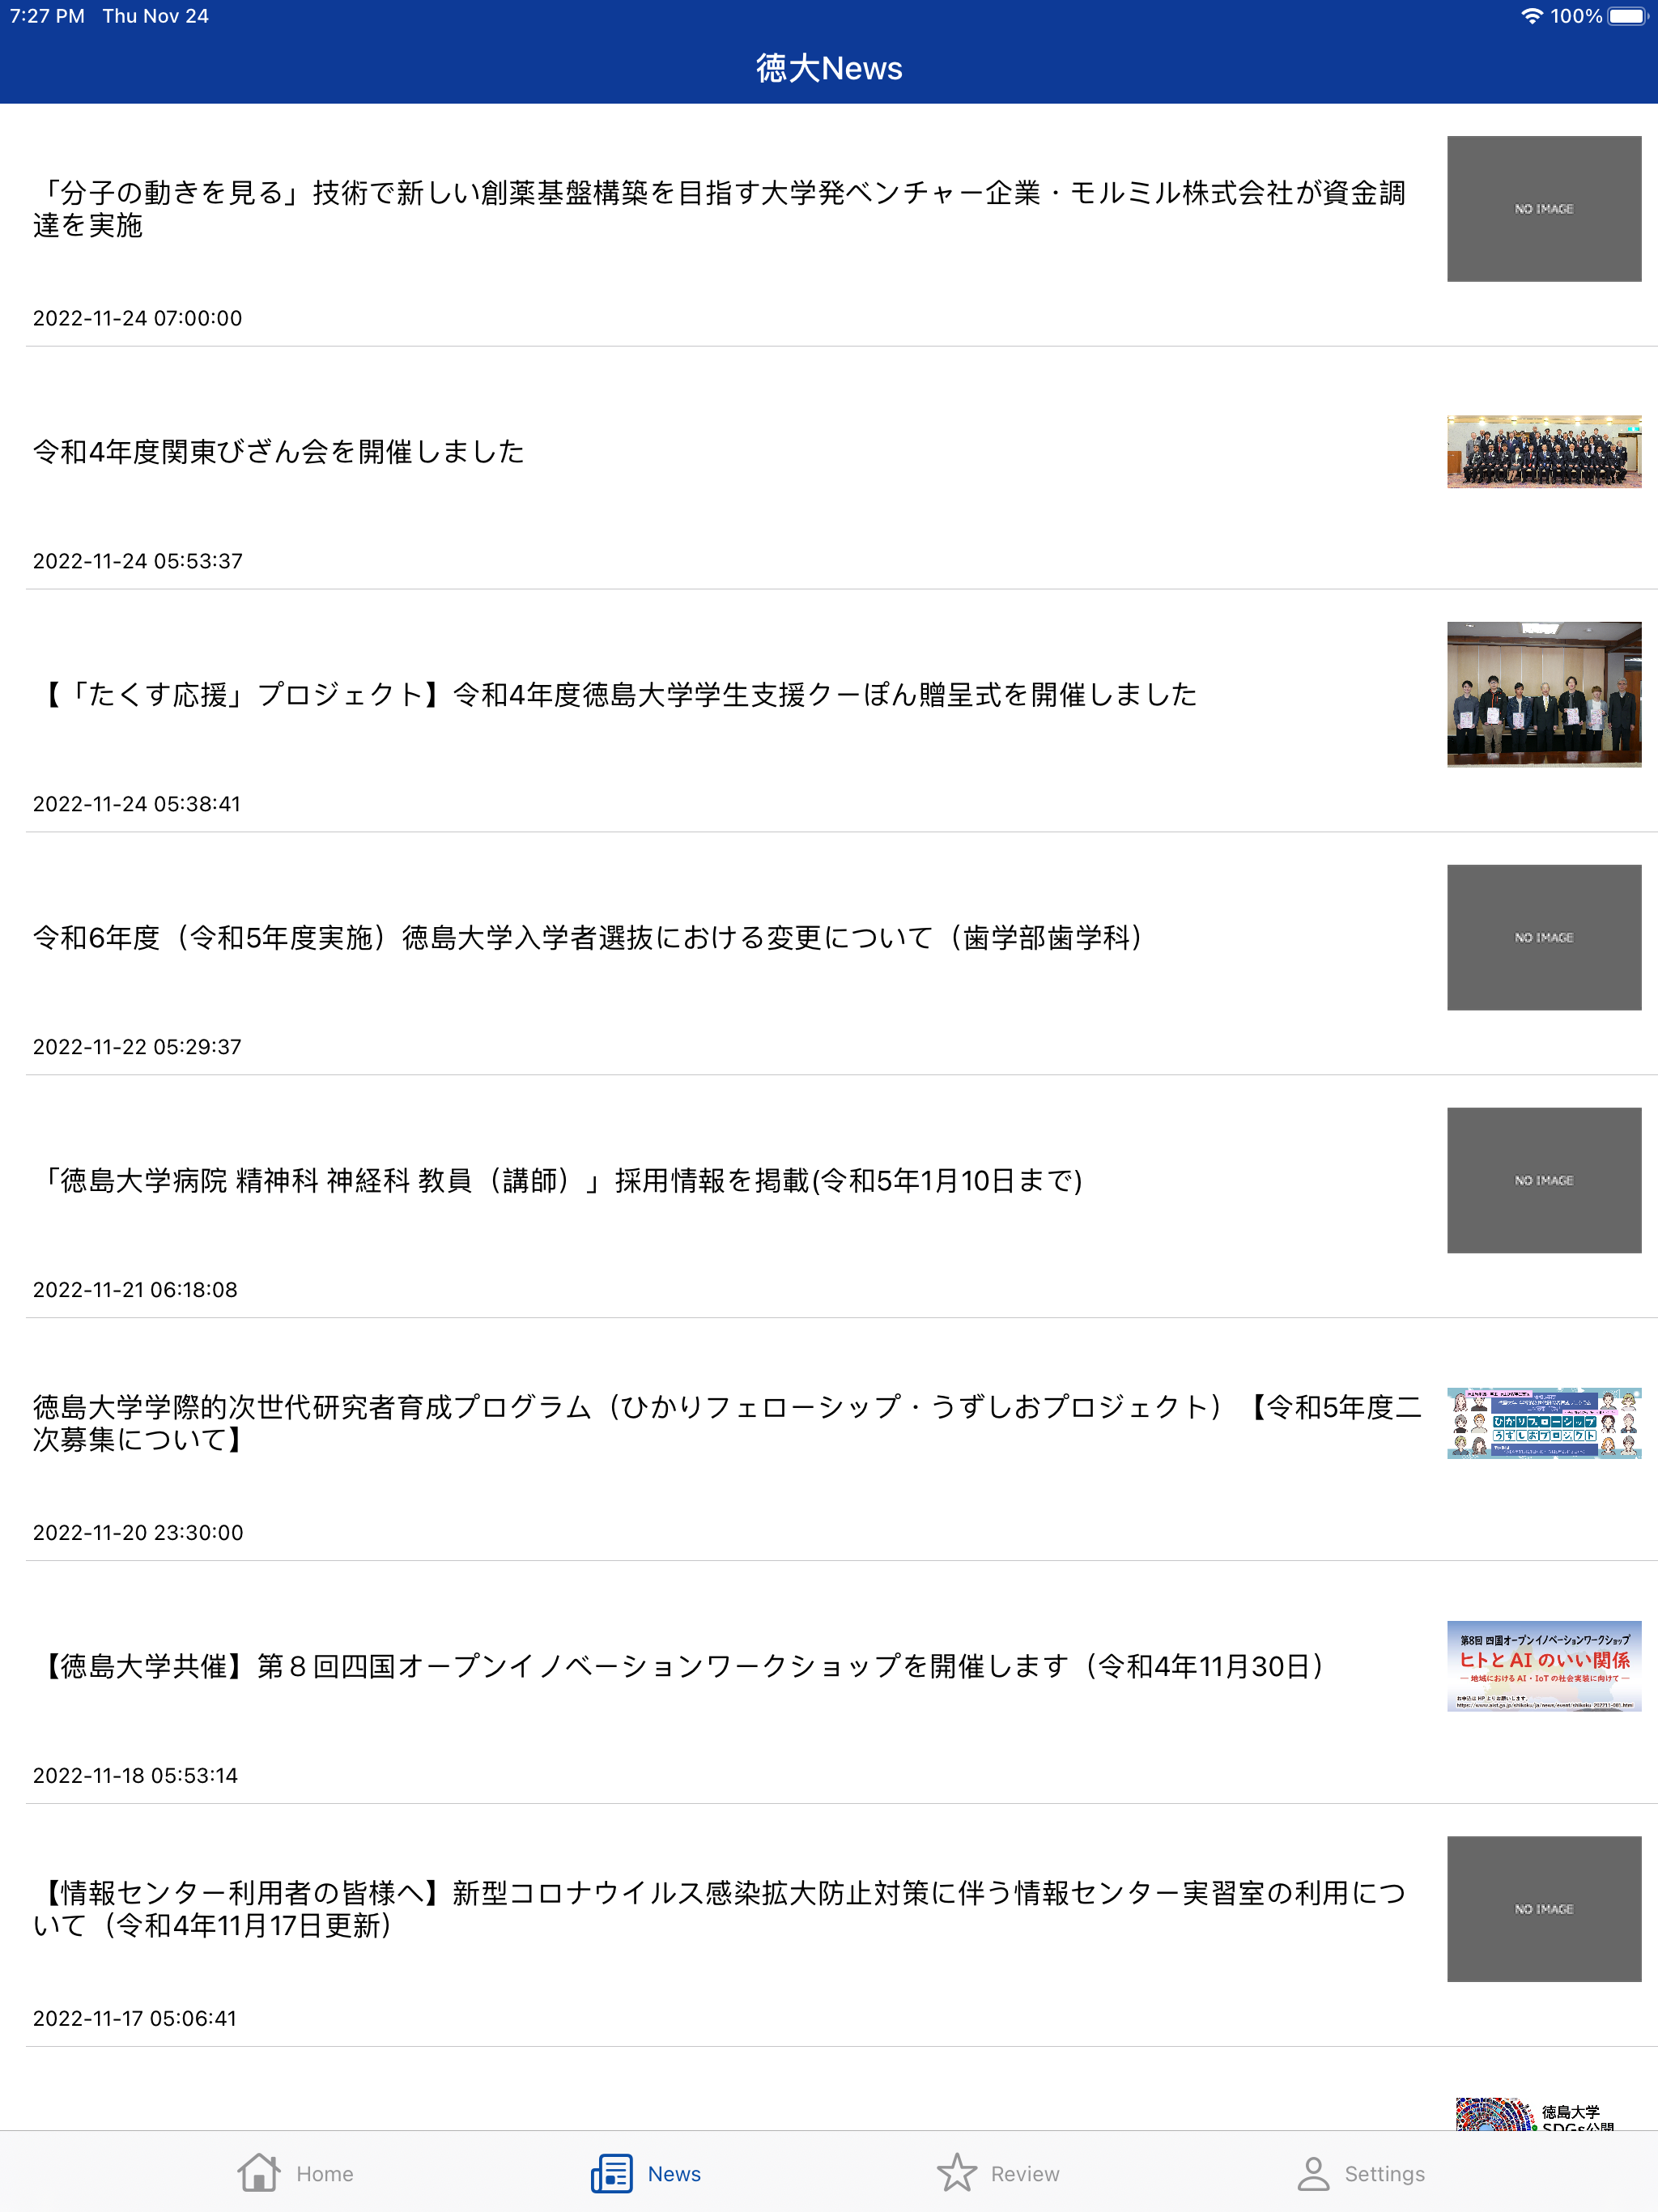 7:27 PM Thu Nov 24
100%
徳大News
「分子の動きを見る」技術で新しい創薬基盤構築を目指す大学発ベンチャー企業・モルミル株式会社が資金調
達を実施
NO IMAGE
2022-11-24 07:00:00
令和4年度関東びざん会を開催しました
2022-11-24 05:53:37
【「たくす応援」プロジェクト】令和4年度徳島大学学生支援クーぽん贈呈式を開催しました
2022-11-24 05:38:41
令和6年度（令和5年度実施）徳島大学入学者選抜における変更について（歯学部歯学科）
NO IMAGE
2022-11-22 05:29:37
「徳島大学病院 精神科 神経科 教員（講師）」採用情報を掲載(令和5年1月10日まで)
NO IMAGE
2022-11-21 06:18:08
徳島大学学際的次世代研究者育成プログラム（ひかりフェローシップ・うずしおプロジェクト）【令和5年度二
次募集について】
ひかりフェローシップ
うずしおプロジェクト
2022-11-20 23:30:00
【徳島大学共催】第８回四国オープンイノベーションワークショップを開催します（令和4年11月30日）
第8回 四国オープンイノベーションワークショップ
ヒトと AI のいい関係
― 地域における AI・IoT の社会実装に向けて ―
お申込は HP よりお願いします。
2022-11-18 05:53:14
【情報センター利用者の皆様へ】新型コロナウイルス感染拡大防止対策に伴う情報センター実習室の利用につ
いて（令和4年11月17日更新）
NO IMAGE
2022-11-17 05:06:41
徳島大学
SDGs公開
Home
News
Review
Settings